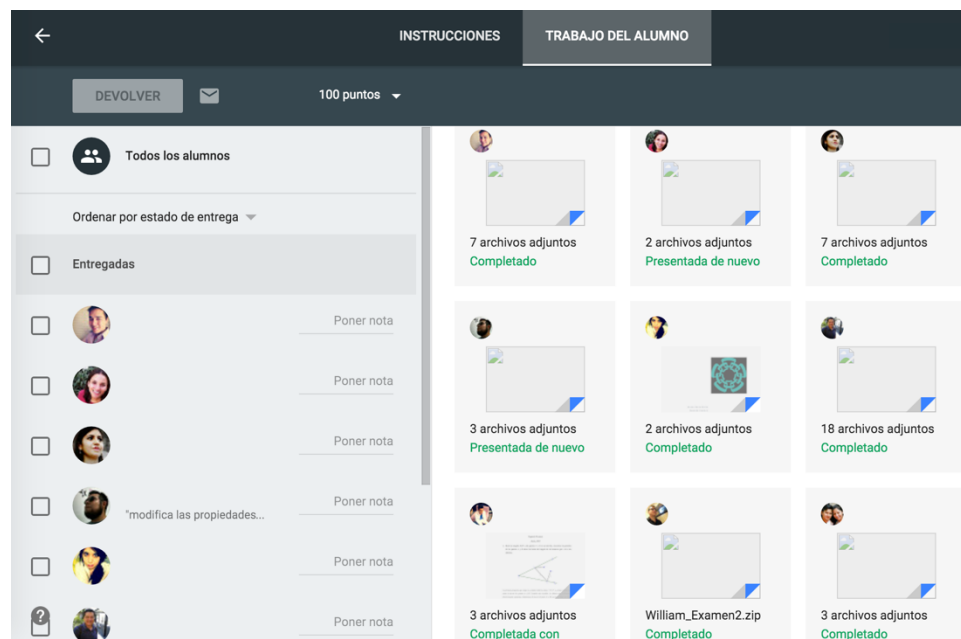 INSTRUCCIONES
TRABAJO DEL ALUMNO
DEVOLVER
100 puntos
Todos los alumnos
Ordenar por estado de entrega
Entregadas
Poner nota
Poner nota
Poner nota
"modifica las propiedades...
Poner nota
Poner nota
Poner nota
?
7 archivos adjuntos
Completado
2 archivos adjuntos
Presentada de nuevo
7 archivos adjuntos
Completado
3 archivos adjuntos
Presentada de nuevo
2 archivos adjuntos
Completado
18 archivos adjuntos
Completado
3 archivos adjuntos
Completada con
William_Examen2.zip
Completado
3 archivos adjuntos
Completado